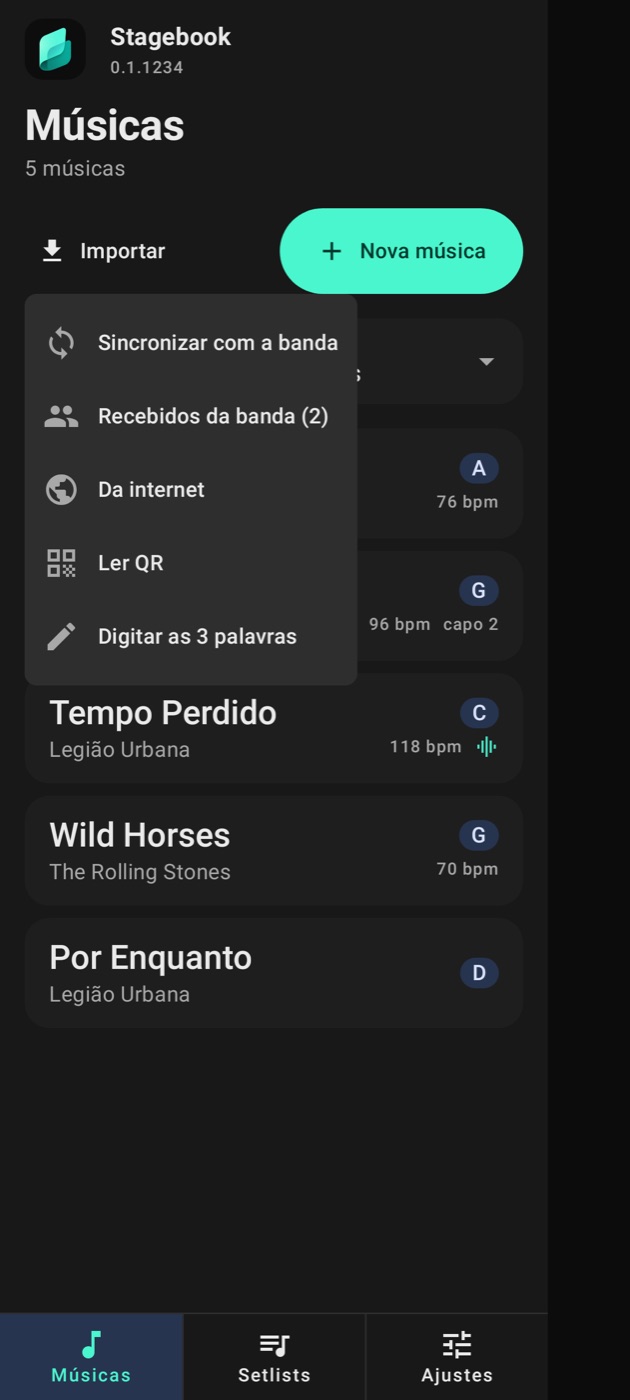 Stagebook
0.1.1234
Músicas
5 músicas
Importar
Nova música
Sincronizar com a banda
Recebidos da banda (2)
Da internet
Ler QR
Digitar as 3 palavras
A
76 bpm
G
96 bpm capo 2
Tempo Perdido
C
Legião Urbana
118 bpm
Wild Horses
G
The Rolling Stones
70 bpm
Por Enquanto
D
Legião Urbana
Músicas
Setlists
Ajustes